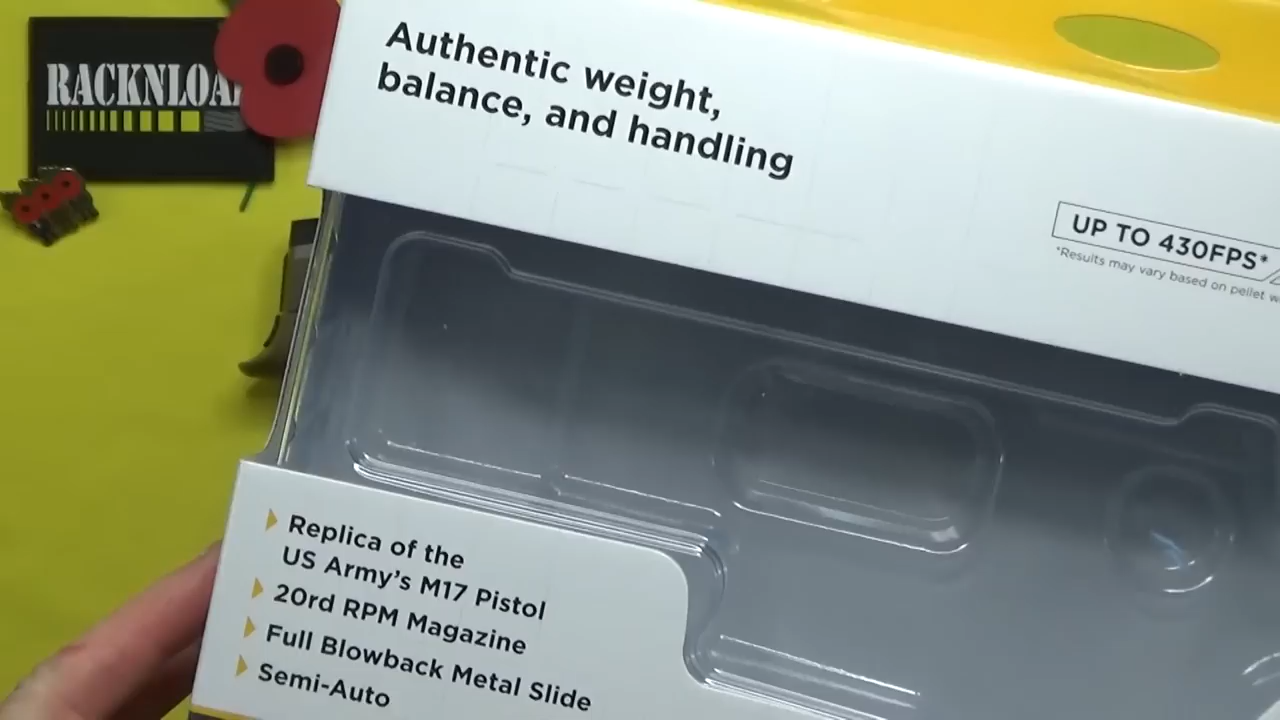 RACKNLOA
Authentic weight,
balance, and handling
UP TO 430FPS*
*Results may vary based on pellet
Replica of the
US Army's M17 Pistol
20rd RPM Magazine
Full Blowback Metal Slide
Semi-Auto